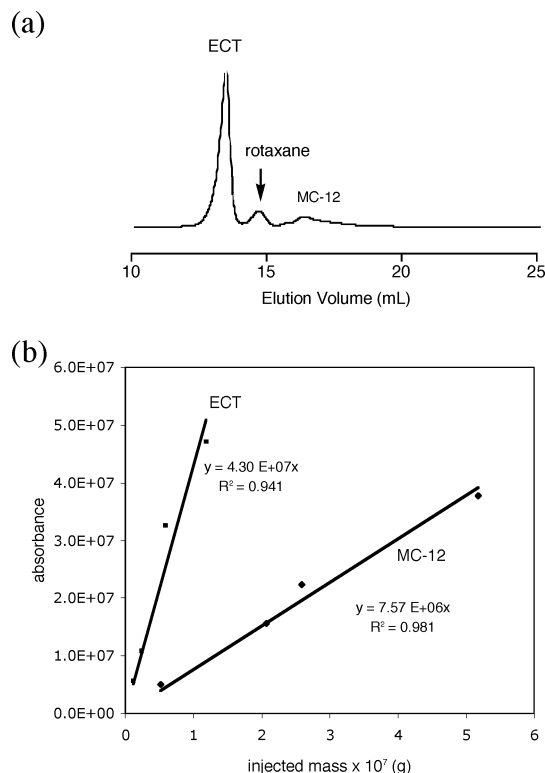 (a)
ECT
rotaxane
MC-12
10 15 20 25
Elution Volume (mL)
(b)
6.0E+07
5.0E+07
4.0E+07
3.0E+07
2.0E+07
1.0E+07
0.0E+00
absorbance
ECT
y = 4.30 E+07x
R² = 0.941
MC-12
y = 7.57 E+06x
R² = 0.981
0 1 2 3 4 5 6
injected mass x 10⁷ (g)